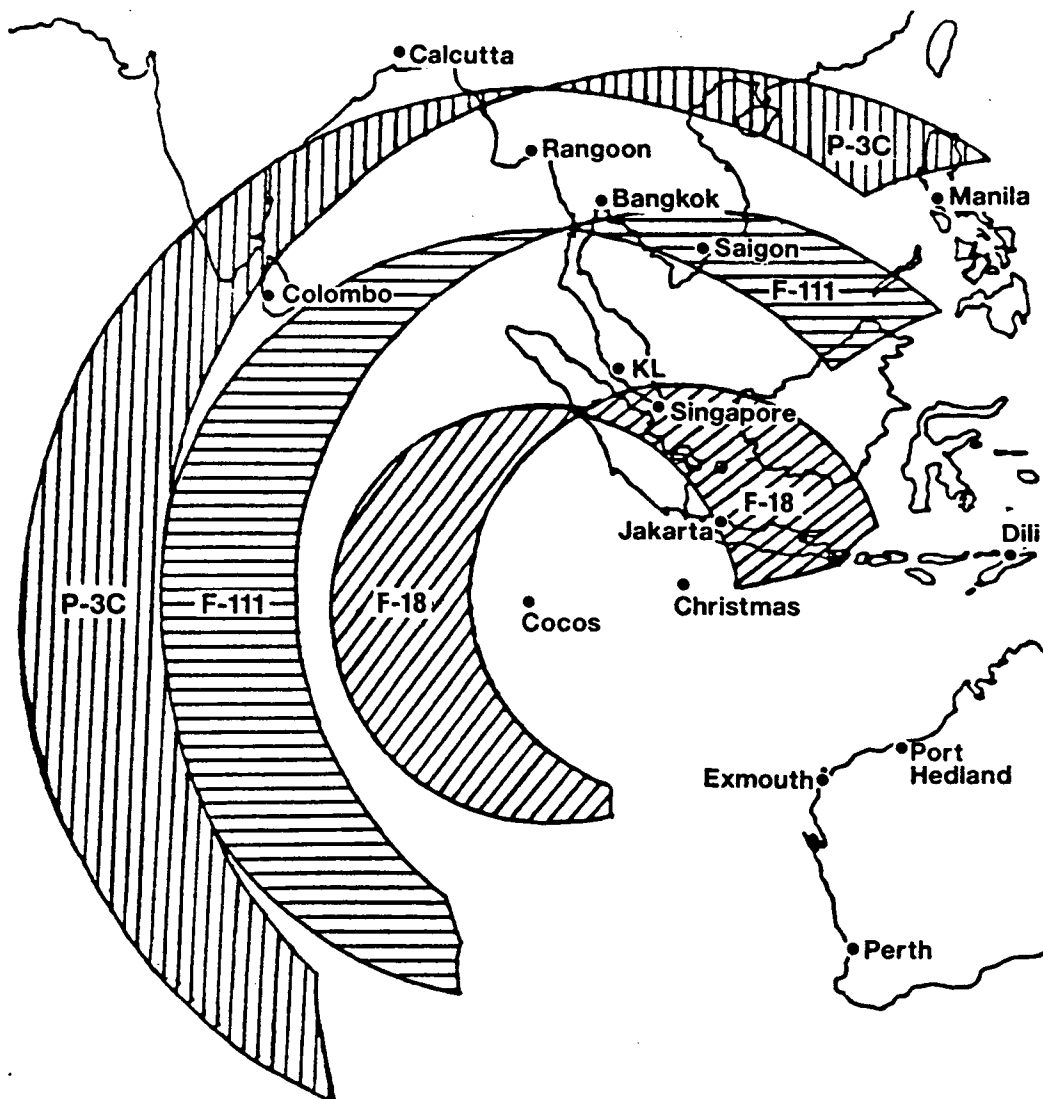 Calcutta
P-3C
Rangoon
Bangkok
Manila
Saigon
Colombo
F-111
KL
Singapore
F-18
Jakarta
Dili
P-3C
F-111
F-18
Cocos
Christmas
Port
Hedland
Exmouth
Perth